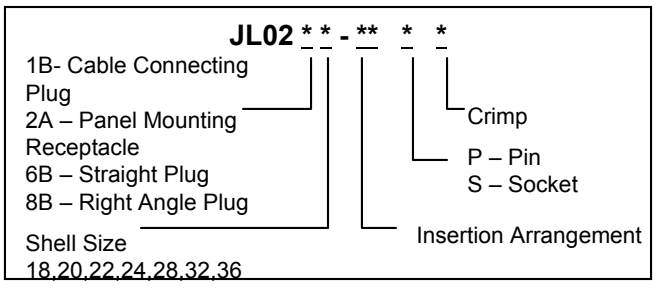 JL02 * * - ** * *
1B- Cable Connecting
Plug
2A – Panel Mounting
Receptacle
6B – Straight Plug
8B – Right Angle Plug
Shell Size
18,20,22,24,28,32,36
Crimp
P – Pin
S – Socket
Insertion Arrangement